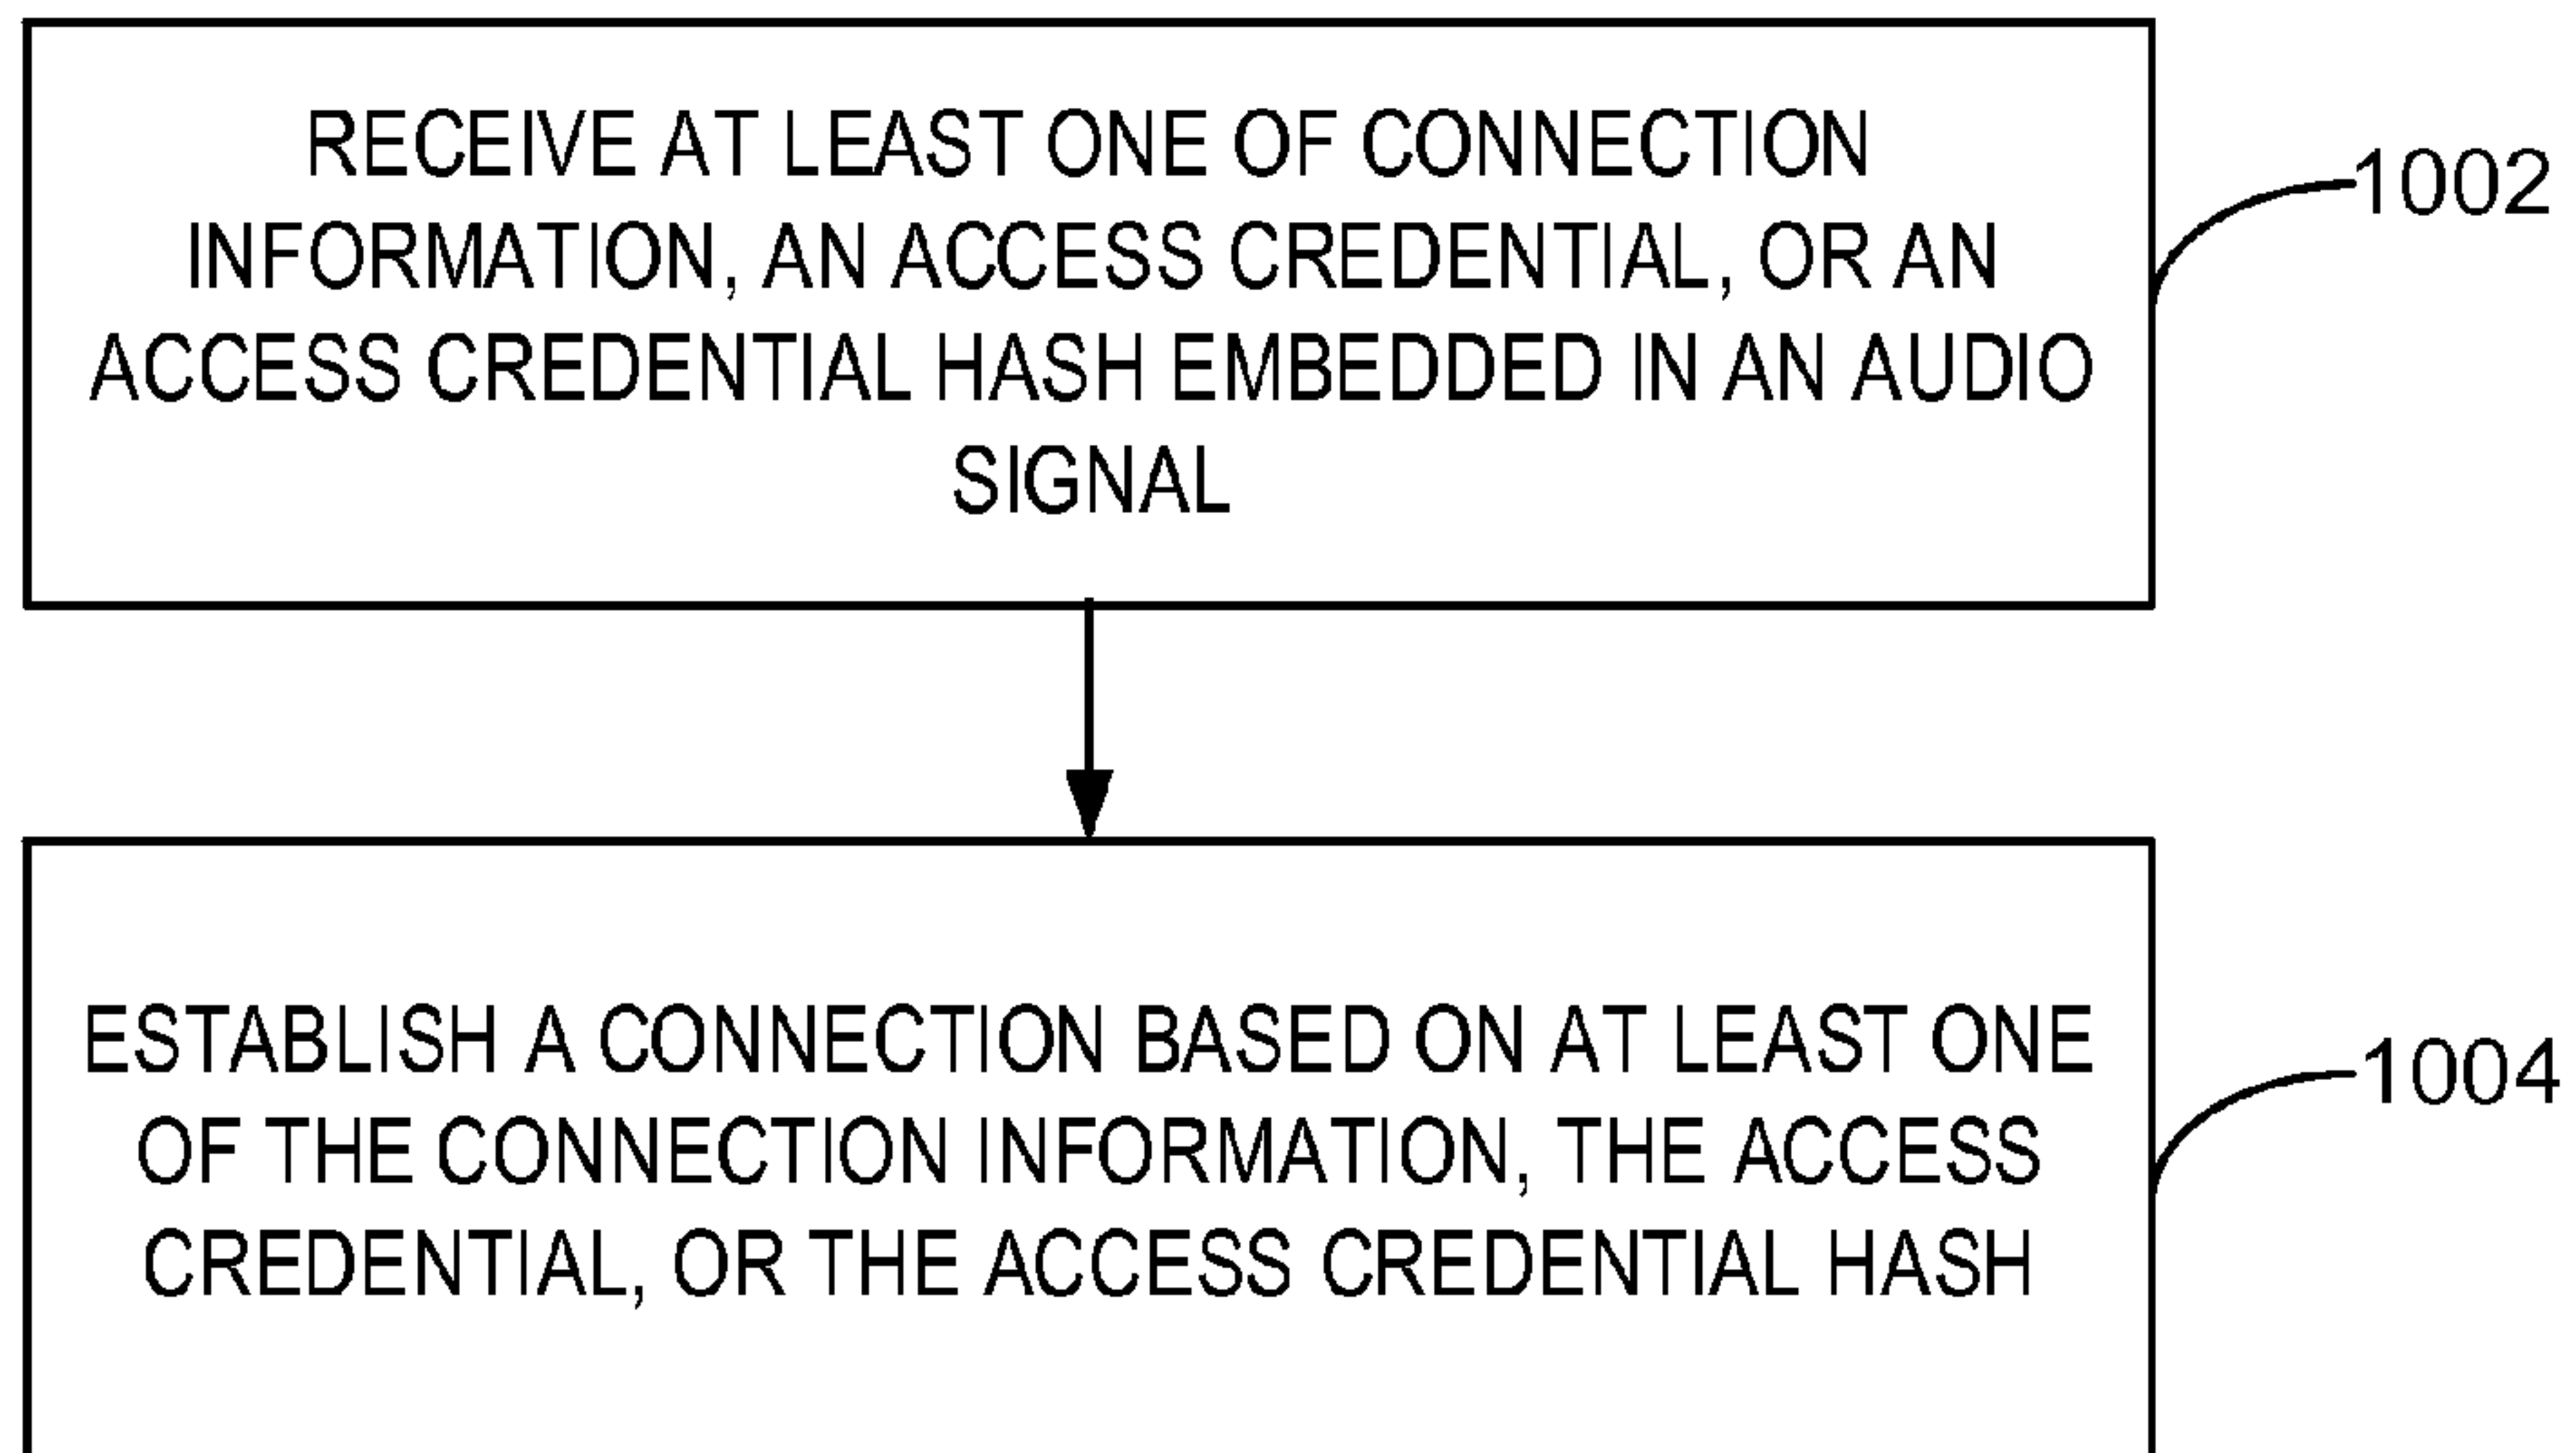 RECEIVE AT LEAST ONE OF CONNECTION
INFORMATION, AN ACCESS CREDENTIAL, OR AN
ACCESS CREDENTIAL HASH EMBEDDED IN AN AUDIO
SIGNAL
1002
ESTABLISH A CONNECTION BASED ON AT LEAST ONE
OF THE CONNECTION INFORMATION, THE ACCESS
CREDENTIAL, OR THE ACCESS CREDENTIAL HASH
1004